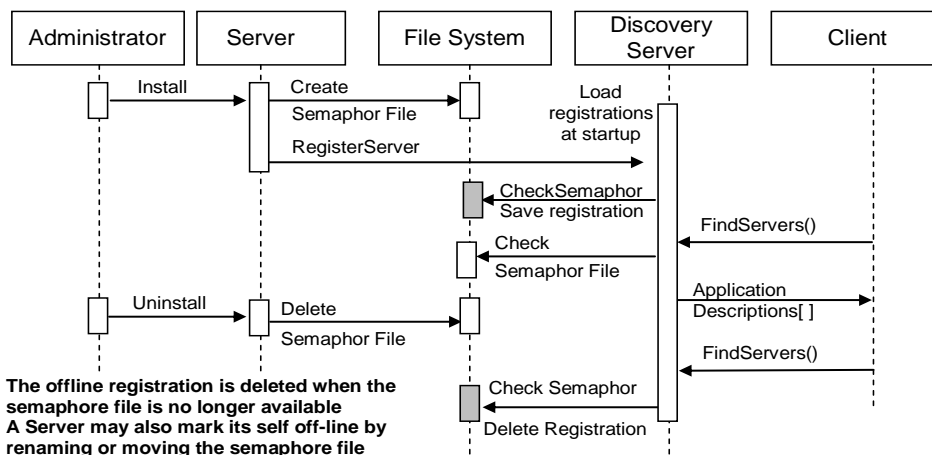 Administrator
Server
File System
Discovery
Server
Client
Install
Create
Semaphor File
Load
registrations
at startup
RegisterServer
CheckSemaphor
Save registration
FindServers()
Check
Semaphor File
Application
Descriptions[ ]
Uninstall
Delete
Semaphor File
FindServers()
Check Semaphor
Delete Registration
The offline registration is deleted when the
semaphore file is no longer available
A Server may also mark its self off-line by
renaming or moving the semaphore file